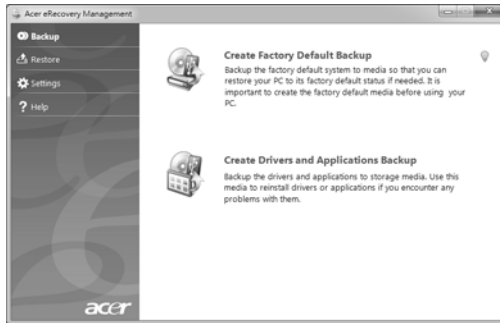 Acer eRecovery Management
Backup
Restore
Settings
? Help
Create Factory Default Backup
Backup the factory default system to media so that you can
restore your PC to its factory default status if needed. It is
important to create the factory default media before using your
PC.
Create Drivers and Applications Backup
Backup the drivers and applications to storage media. Use this
media to reinstall drivers or applications if you encounter any
problems with them.
acer